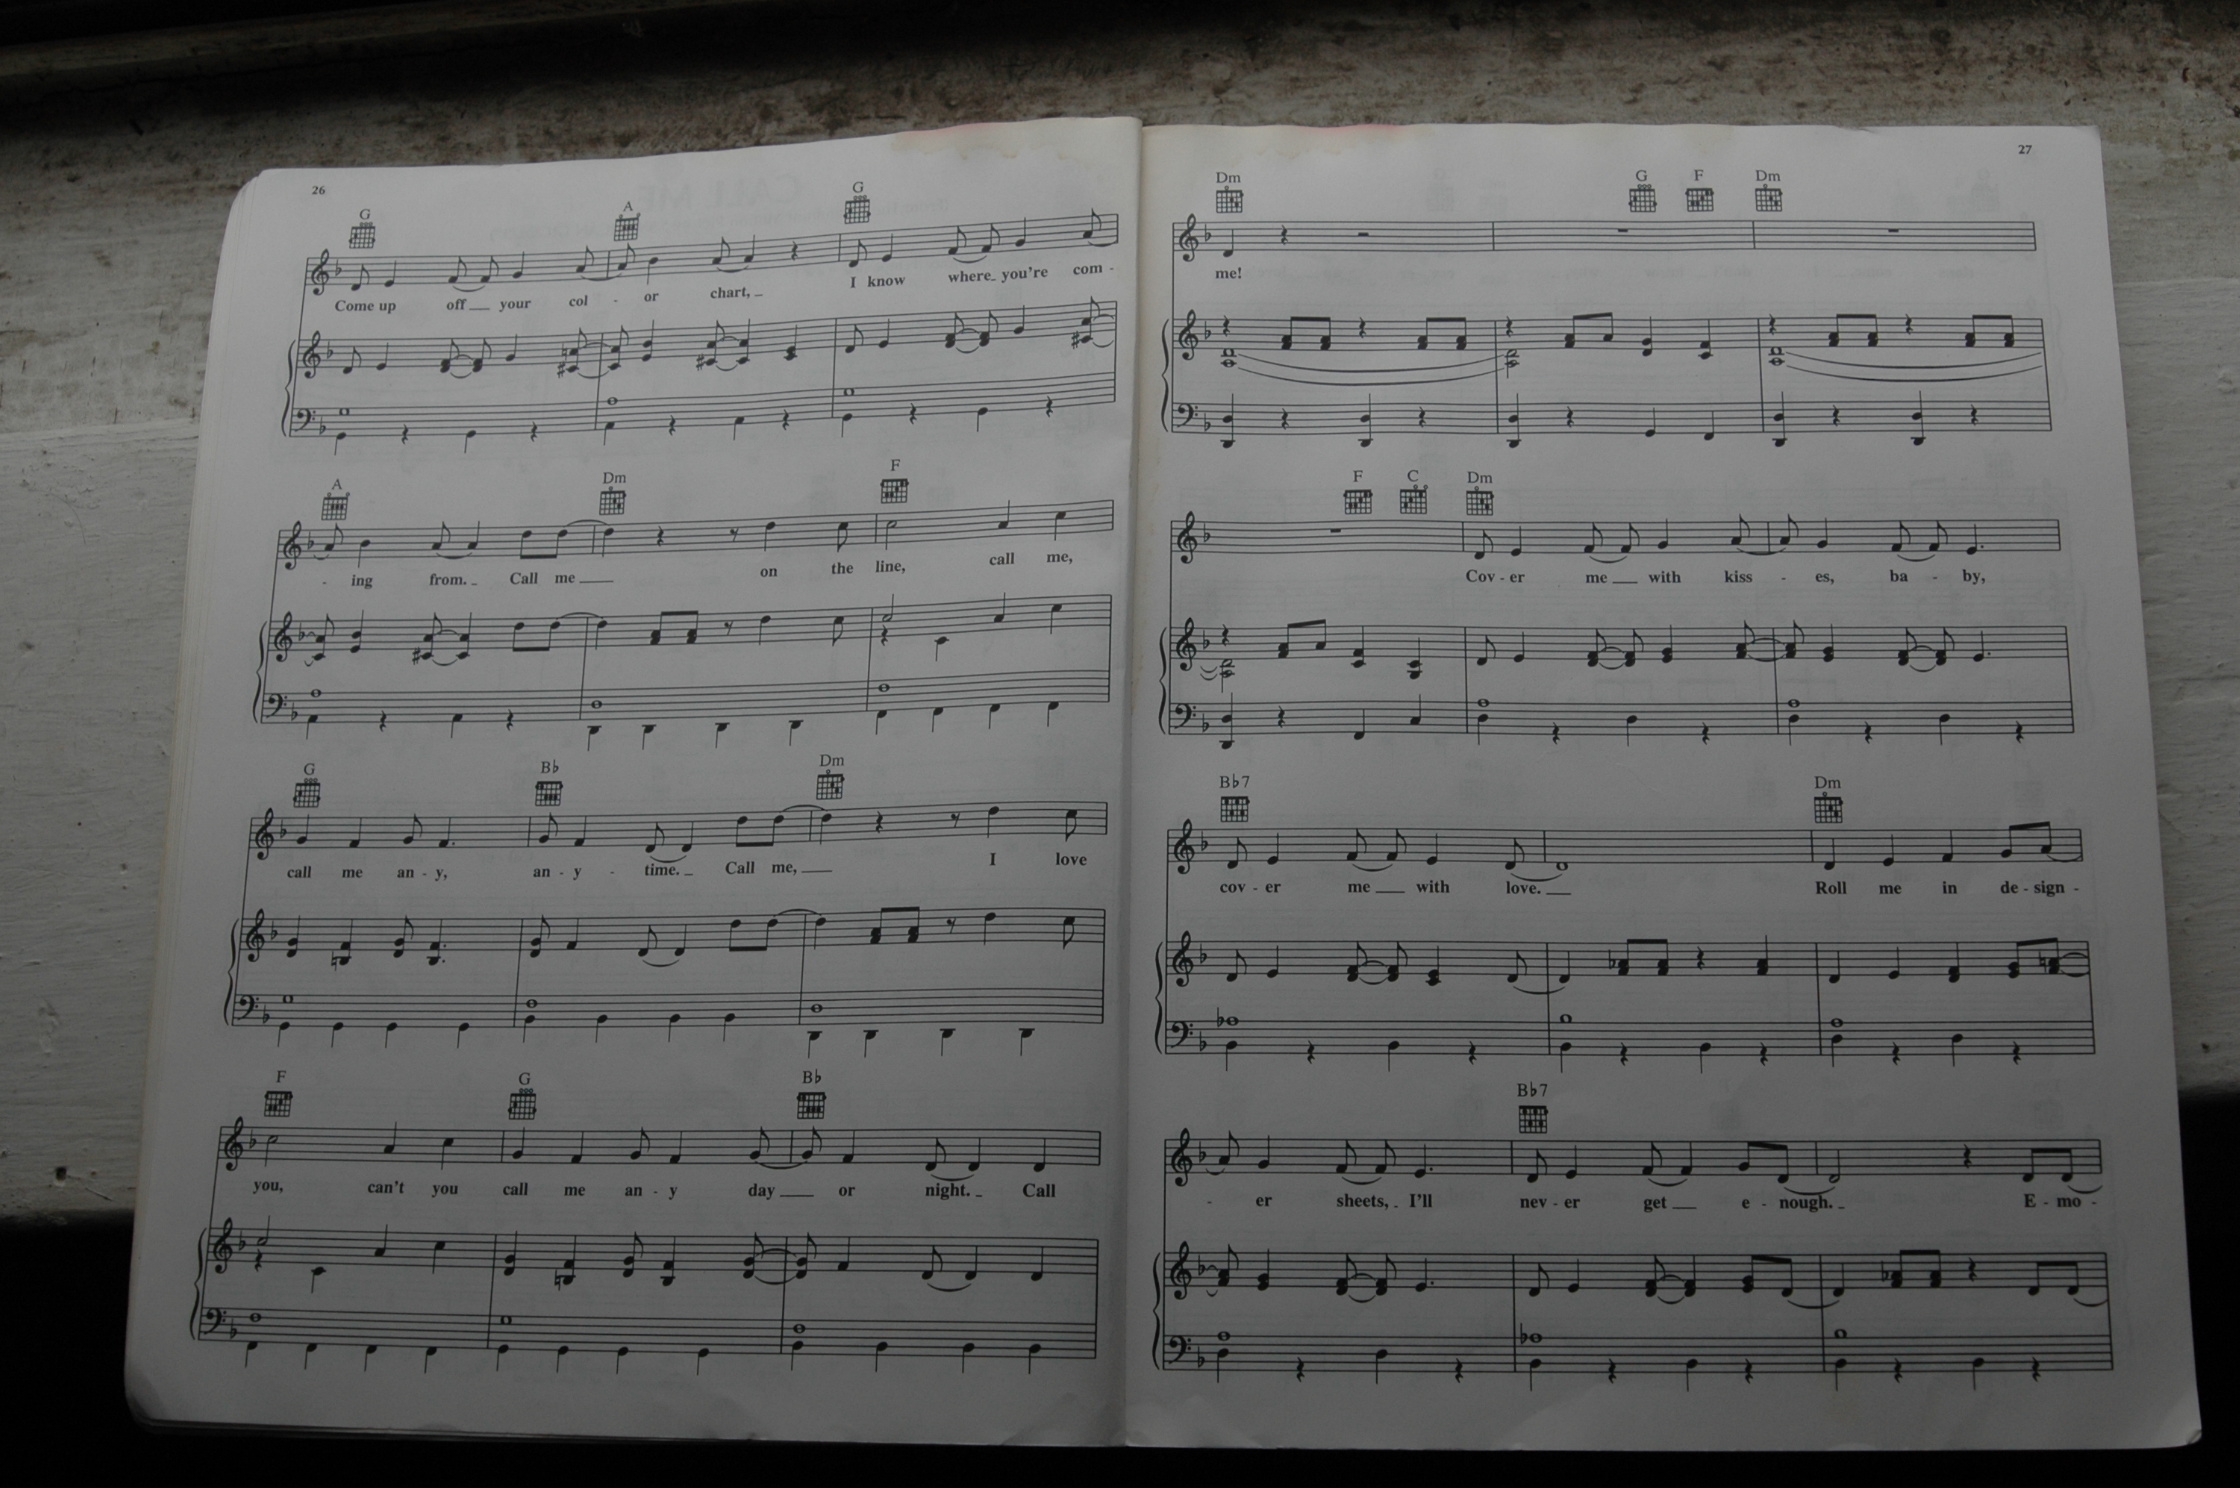 26
G A G
Come up off your col - or chart, I know where you're com -
A Dm F
- ing from. Call me on the line, call me,
G B♭ Dm
call me an - y, an - y - time. Call me, I love
F G B♭
you, can't you call me an - y day or night. Call
27
Dm G F Dm
me!
F C Dm
Cov - er me with kiss - es, ba - by,
B♭7 Dm
cov - er me with love. Roll me in de - sign -
B♭7
- er sheets, I'll nev - er get e - nough. E - mo -